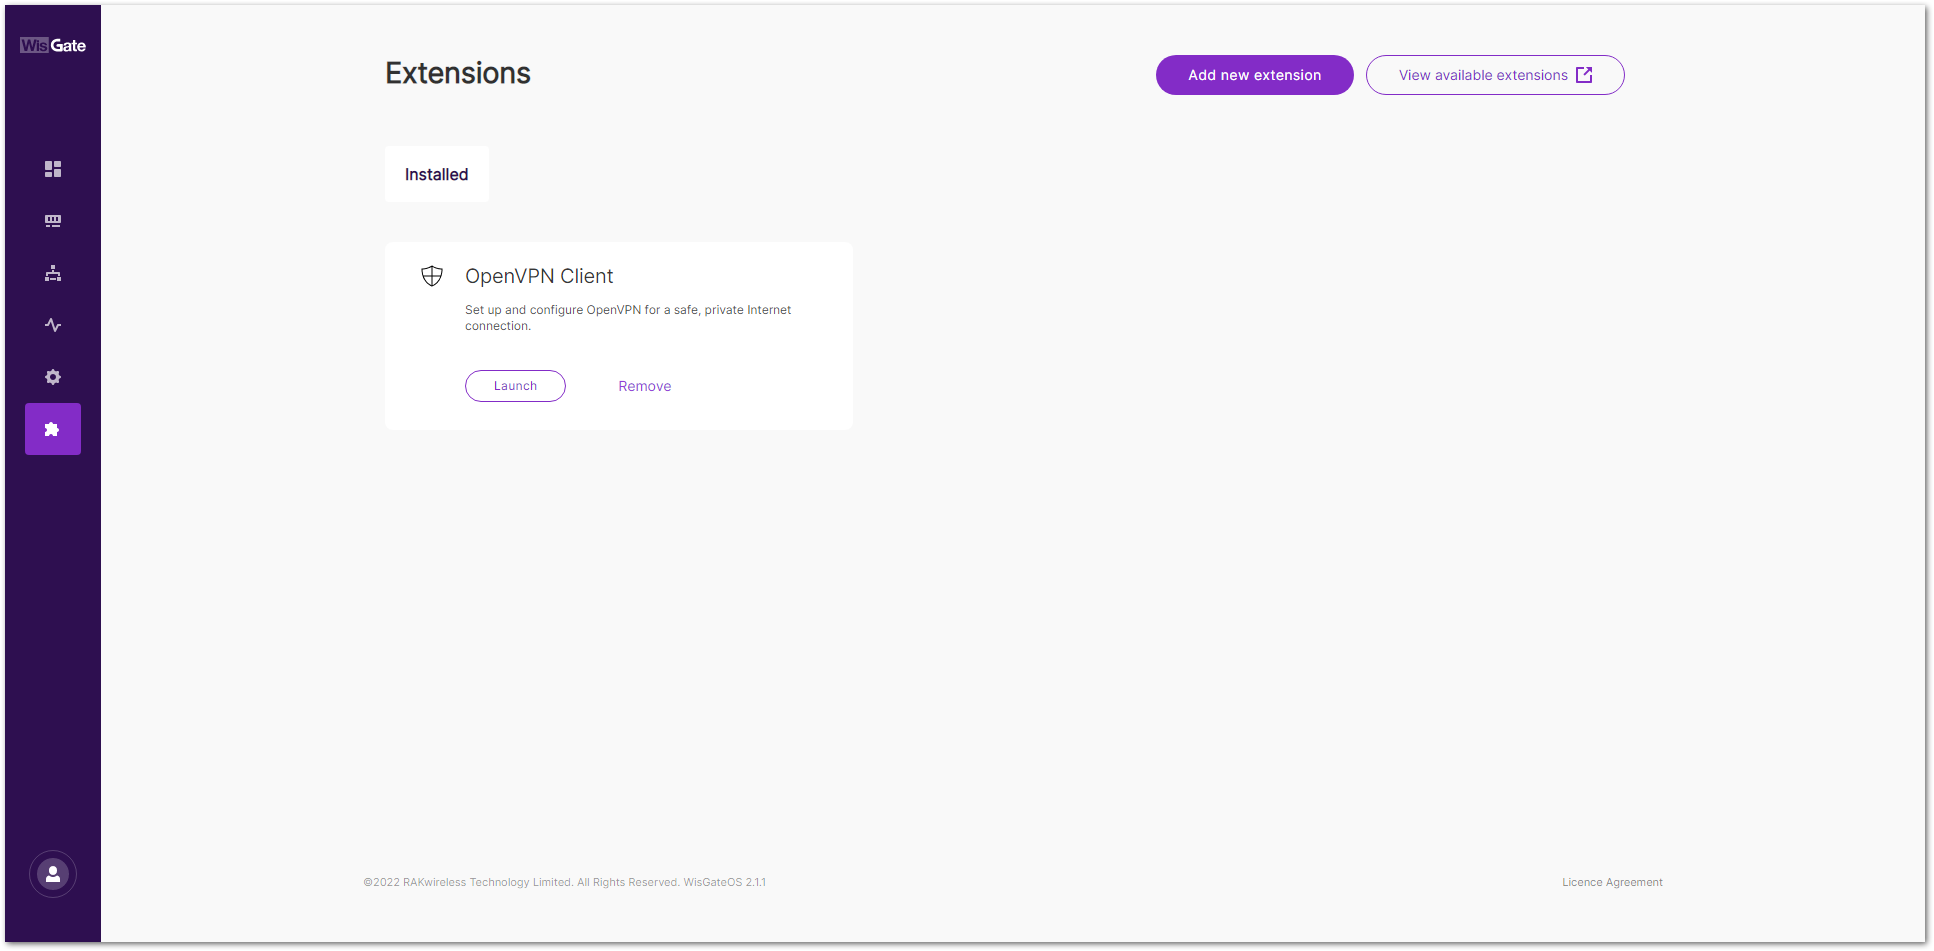 WisGate
Extensions
Add new extension
View available extensions
Installed
OpenVPN Client
Set up and configure OpenVPN for a safe, private Internet
connection.
Launch
Remove
©2022 RAKwireless Technology Limited. All Rights Reserved. WisGateOS 2.1.1
Licence Agreement